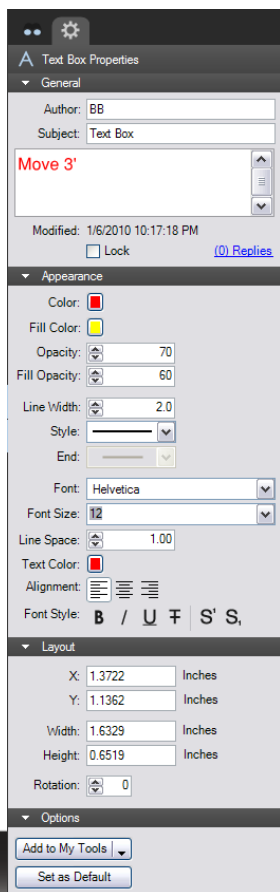 Text Box Properties
General
Author: BB
Subject: Text Box
Move 3'
Modified: 1/6/2010 10:17:18 PM
Lock (0) Replies
Appearance
Color:
Fill Color:
Opacity: 70
Fill Opacity: 60
Line Width: 2.0
Style:
End:
Font: Helvetica
Font Size: 12
Line Space: 1.00
Text Color:
Alignment:
Font Style: B / U T S' S,
Layout
X: 1.3722 Inches
Y: 1.1362 Inches
Width: 1.6329 Inches
Height: 0.6519 Inches
Rotation: 0
Options
Add to My Tools
Set as Default